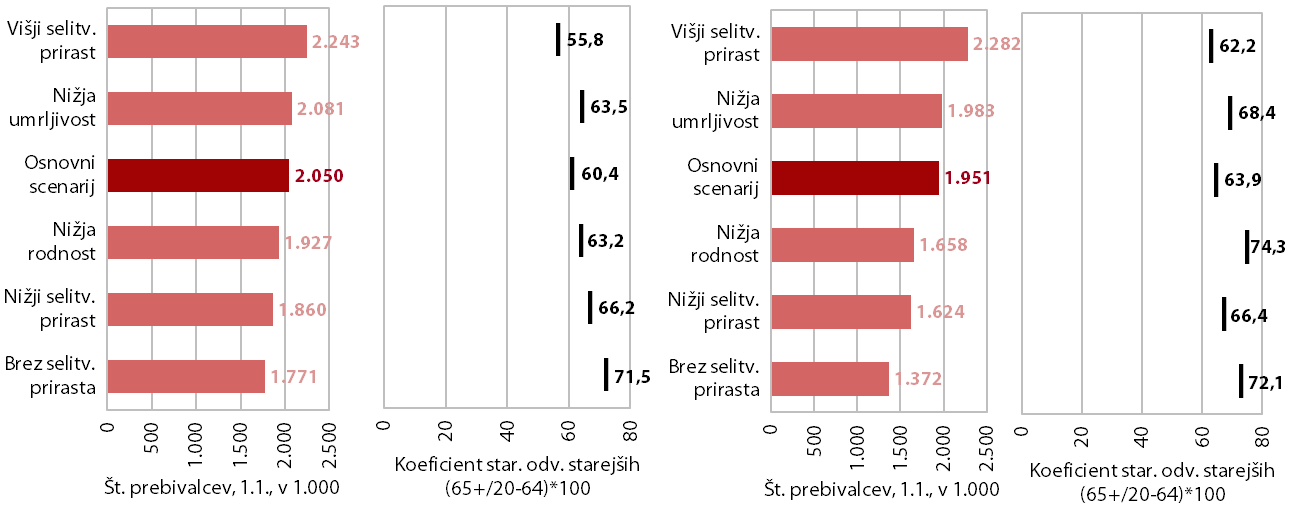 Višji selitv.
prirast
2.243
Nižja
umrljivost
2.081
Osnovni
scenarij
2.050
Nižja
rodnost
1.927
Nižji selitv.
prirast
1.860
Brez selitv.
prirasta
1.771
0
500
1.000
1.500
2.000
2.500
Št. prebivalcev, 1.1., v 1.000
55,8
63,5
60,4
63,2
66,2
71,5
0
20
40
60
80
Koeficient star. odv. starejših
(65+/20-64)*100
Višji selitv.
prirast
2.282
Nižja
umrljivost
1.983
Osnovni
scenarij
1.951
Nižja
rodnost
1.658
Nižji selitv.
prirast
1.624
Brez selitv.
prirasta
1.372
0
500
1.000
1.500
2.000
2.500
Št. prebivalcev, 1.1., v 1.000
62,2
68,4
63,9
74,3
66,4
72,1
0
20
40
60
80
Koeficient star. odv. starejših
(65+/20-64)*100